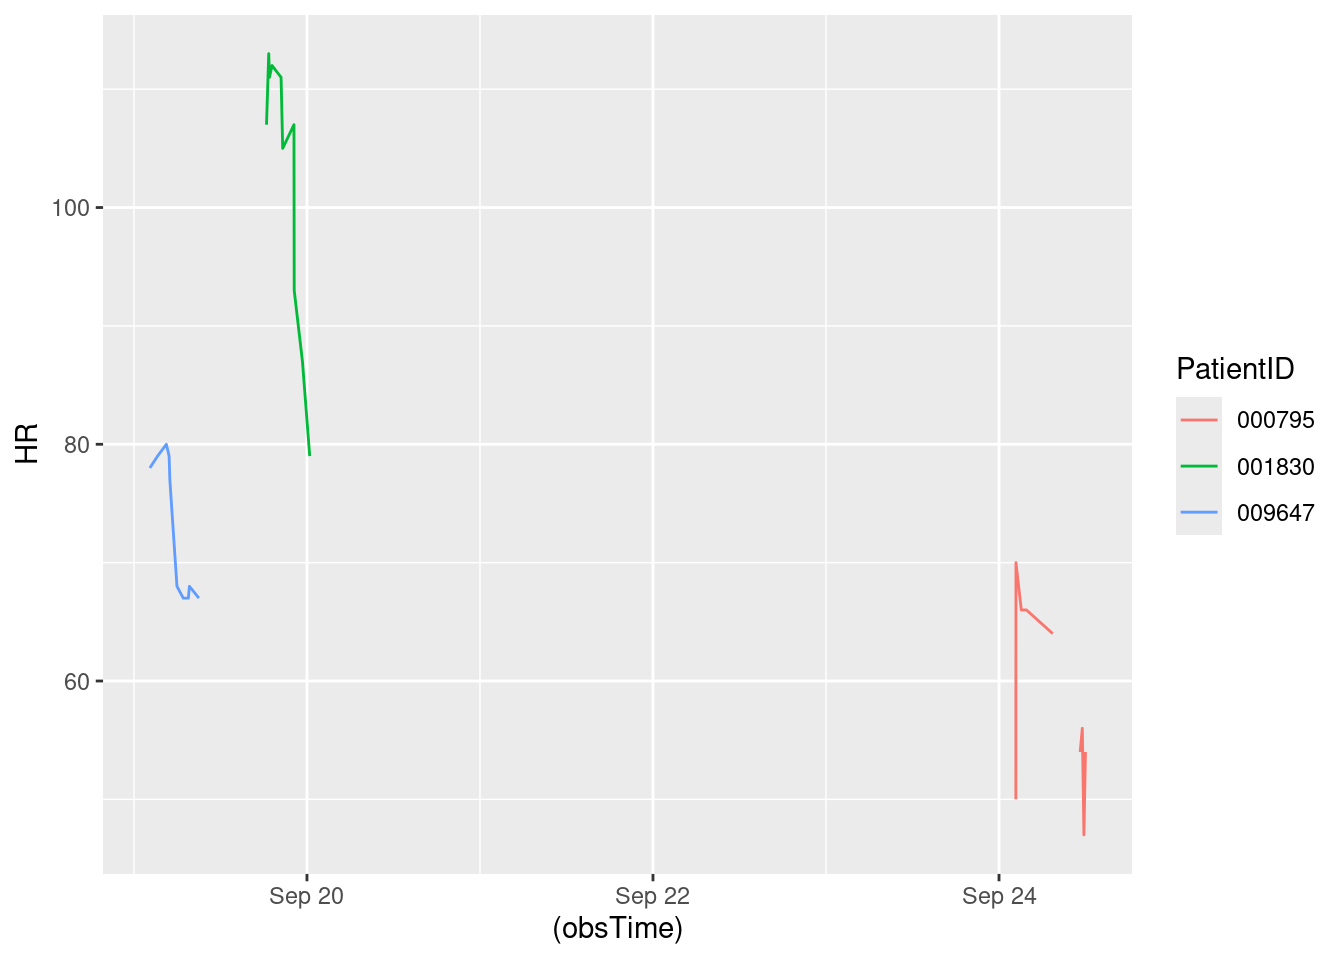 HR
100
80
60
Sep 20
Sep 22
Sep 24
(obsTime)
PatientID
000795
001830
009647